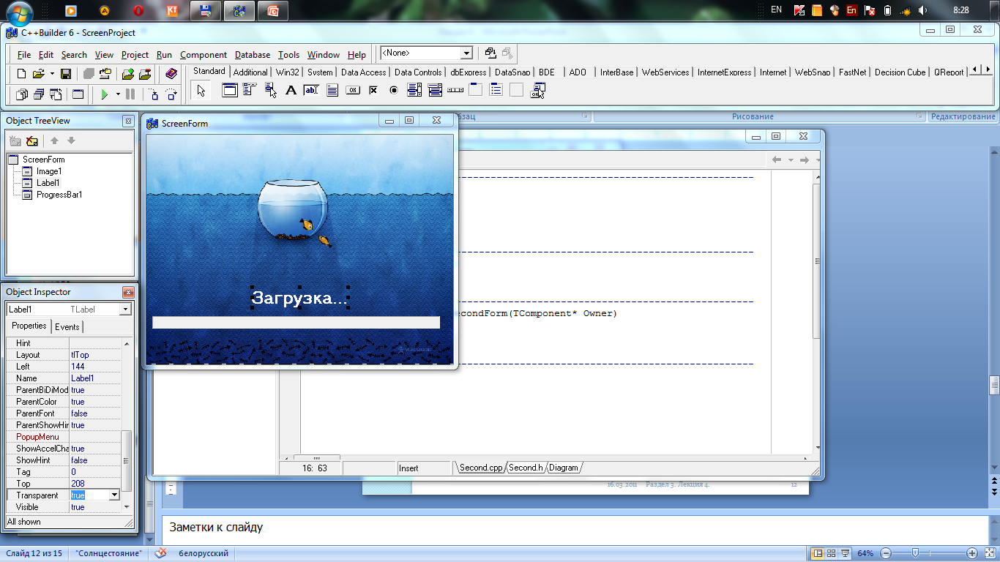 EN
8:28
C++Builder 6 - ScreenProject
File Edit Search View Project Run Component Database Tools Window Help
<None>
Standard Additional Win32 System Data Access Data Controls dbExpress DataSnap BDE ADO InterBase WebServices InternetExpress Internet WebSnap FastNet Decision Cube QReport
Object TreeView
ScreenForm
Image1
Label1
ProgressBar1
ScreenForm
Загрузка...
VLADSTUDIO
бзац
Рисование
Редактирование
condForm(TComponent* Owner)
Object Inspector
Label1 TLabel
Properties Events
Hint
Layout tlTop
Left 144
Name Label1
ParentBiDiMod true
ParentColor true
ParentFont false
ParentShowHin true
PopupMenu
ShowAccelCha true
ShowHint false
Tag 0
Top 208
Transparent true
Visible true
All shown
16: 63 Insert Second.cpp Second.h Diagram
16.03.2011 Раздел 3. Лекция 4. 12
Заметки к слайду
Слайд 12 из 15 "Солнцестояние" белорусский 64%